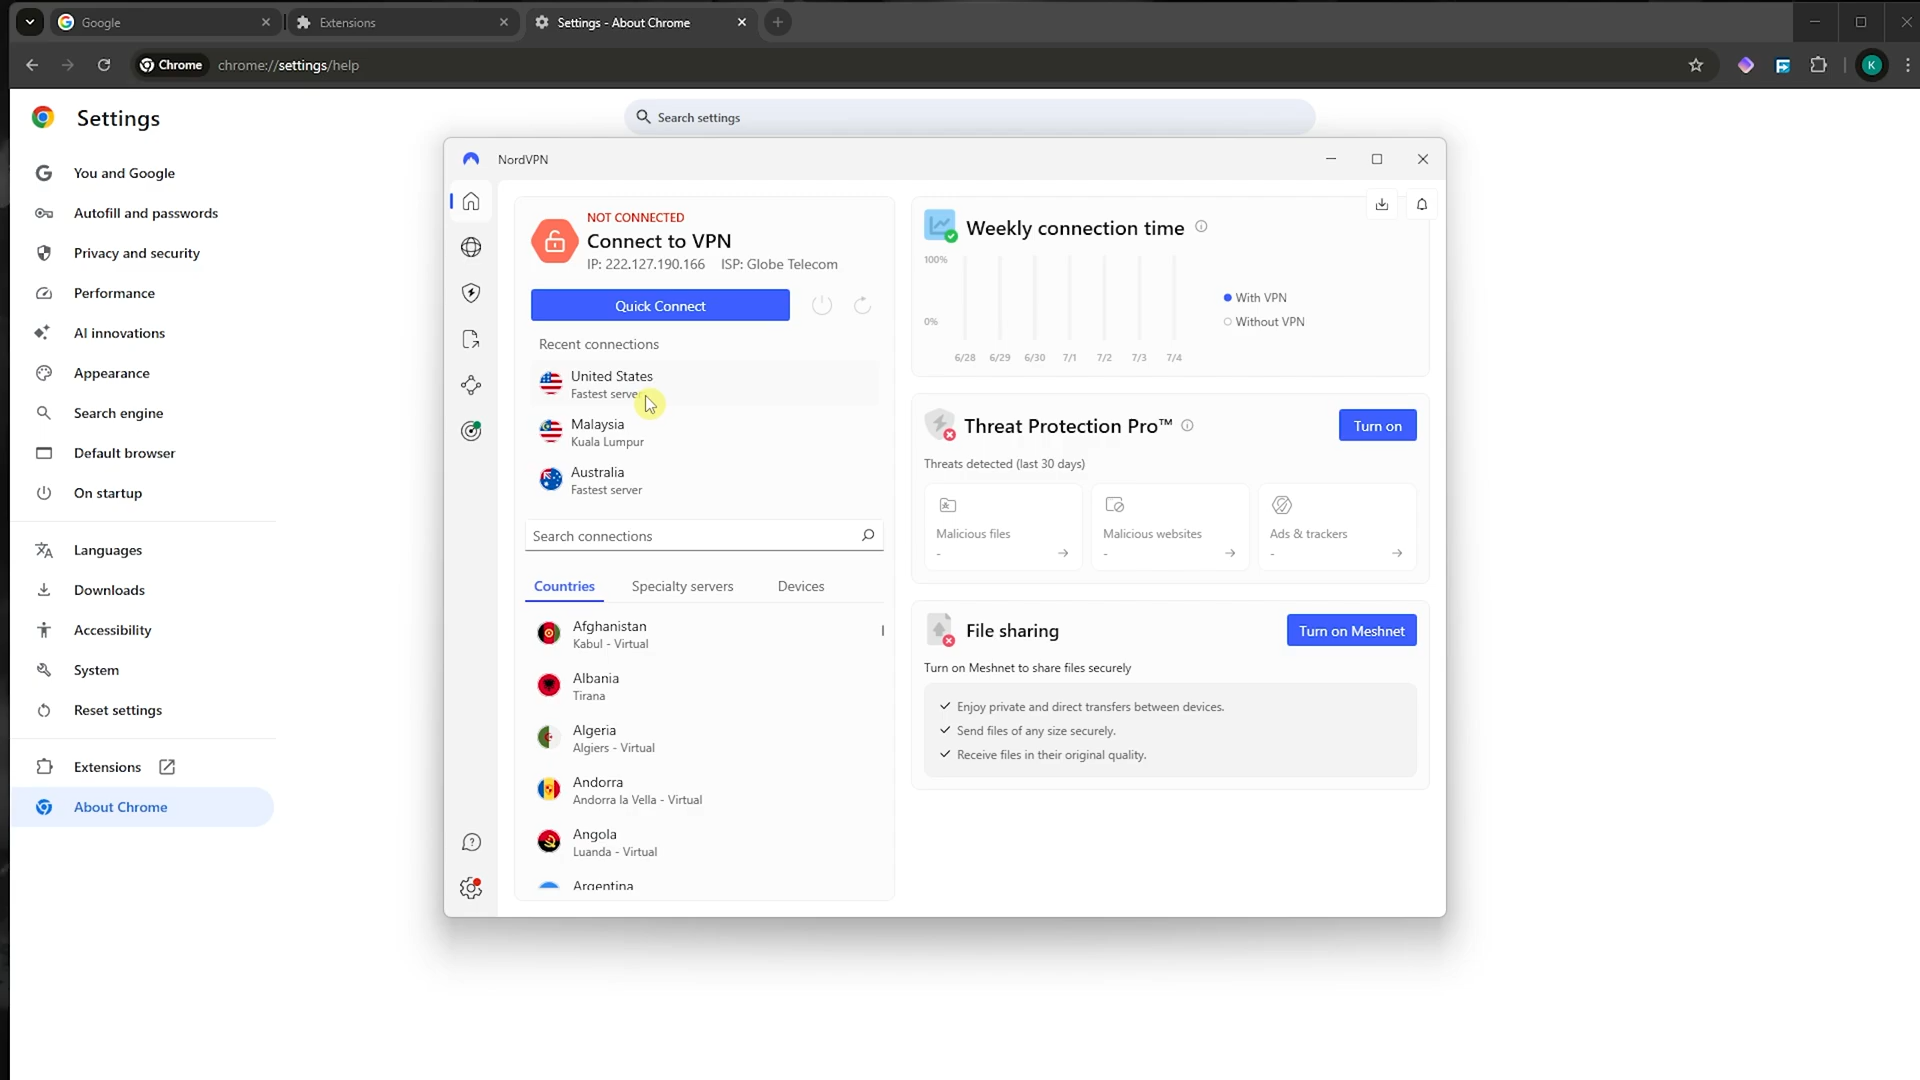 Google
Extensions
Settings - About Chrome
Chrome
chrome://settings/help
K
Settings
Search settings
You and Google
Autofill and passwords
Privacy and security
Performance
AI innovations
Appearance
Search engine
Default browser
On startup
Languages
Downloads
Accessibility
System
Reset settings
Extensions
About Chrome
NordVPN
NOT CONNECTED
Connect to VPN
IP: 222.127.190.166 ISP: Globe Telecom
Quick Connect
Recent connections
United States
Fastest server
Malaysia
Kuala Lumpur
Australia
Fastest server
Search connections
Countries Specialty servers Devices
Afghanistan
Kabul - Virtual
Albania
Tirana
Algeria
Algiers - Virtual
Andorra
Andorra la Vella - Virtual
Angola
Luanda - Virtual
Argentina
Weekly connection time
100%
0%
6/28 6/29 6/30 7/1 7/2 7/3 7/4
With VPN
Without VPN
Threat Protection Pro™
Turn on
Threats detected (last 30 days)
Malicious files
-
Malicious websites
-
Ads & trackers
-
File sharing
Turn on Meshnet
Turn on Meshnet to share files securely
Enjoy private and direct transfers between devices.
Send files of any size securely.
Receive files in their original quality.